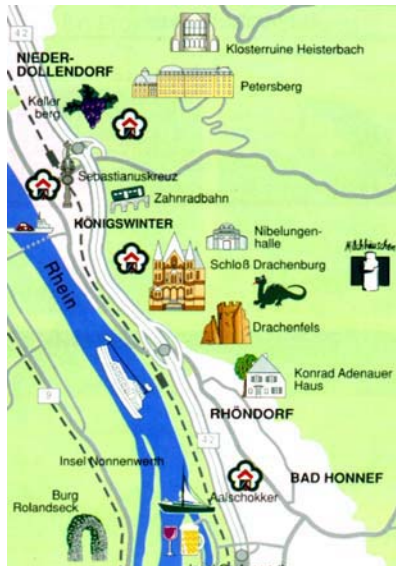 42
Klosterruine Heisterbach
NIEDER-
DOLLENDORF
Petersberg
Keller
berg
Sebastianuskreuz
Zahnradbahn
KÖNIGSWINTER
Nibelungen-
halle
Schloß Drachenburg
Rhein
Drachenfels
Konrad Adenauer
Haus
9
RHÖNDORF
42
Insel Nonnenwerth
BAD HONNEF
Aalschokker
Burg
Rolandseck